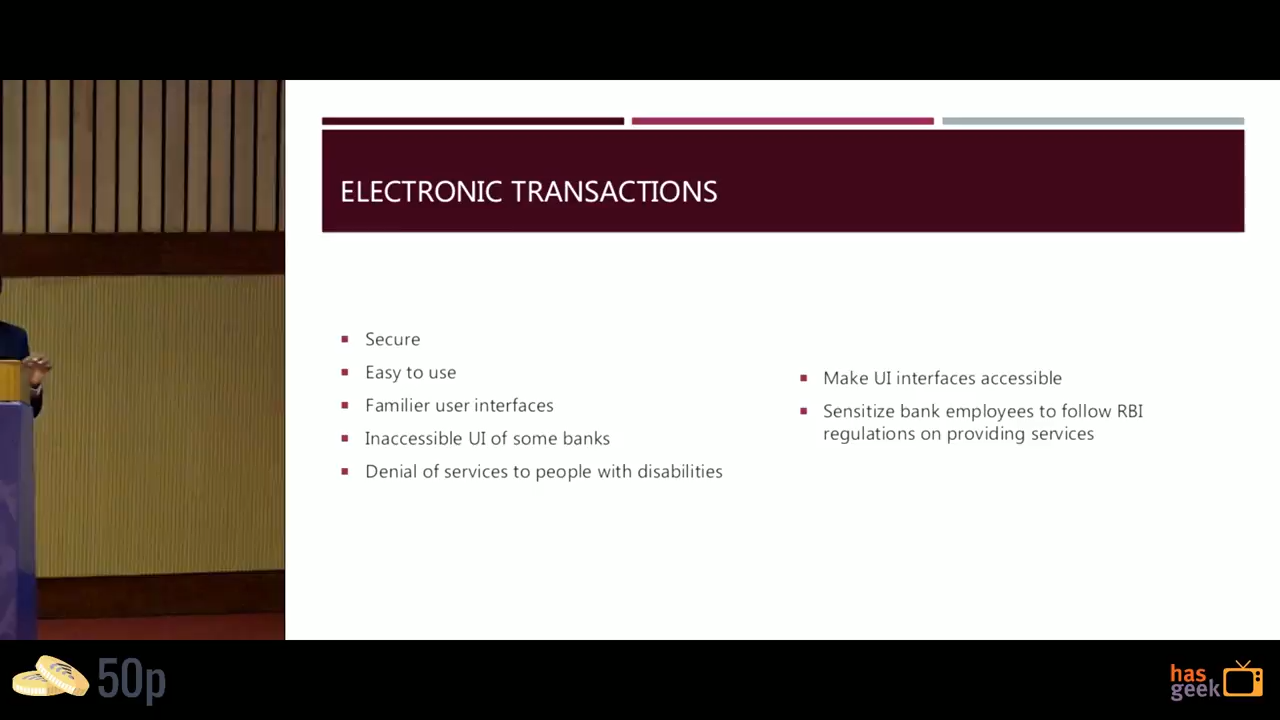 ELECTRONIC TRANSACTIONS
Secure
Easy to use
Familier user interfaces
Inaccessible UI of some banks
Denial of services to people with disabilities
Make UI interfaces accessible
Sensitize bank employees to follow RBI
regulations on providing services
50p
has
geek